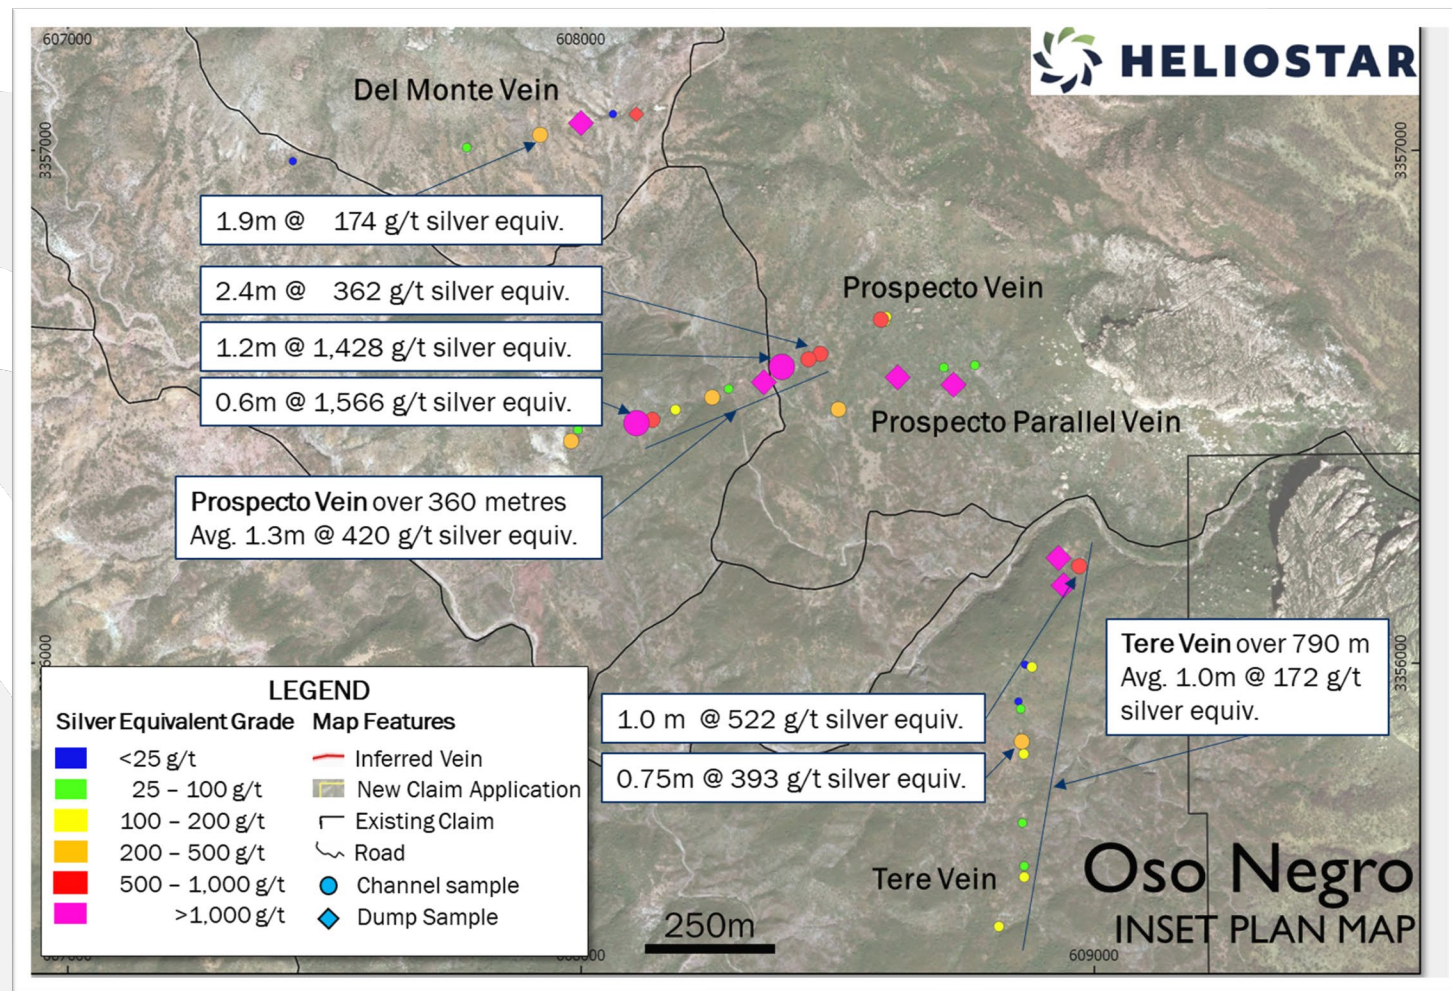 607000
608000
HELIOSTAR
Del Monte Vein
3357000
3357000
1.9m @ 174 g/t silver equiv.
2.4m @ 362 g/t silver equiv.
Prospecto Vein
1.2m @ 1,428 g/t silver equiv.
0.6m @ 1,566 g/t silver equiv.
Prospecto Parallel Vein
Prospecto Vein over 360 metres
Avg. 1.3m @ 420 g/t silver equiv.
Tere Vein over 790 m
Avg. 1.0m @ 172 g/t
silver equiv.
3356000
1.0 m @ 522 g/t silver equiv.
0.75m @ 393 g/t silver equiv.
LEGEND
Silver Equivalent Grade Map Features
<25 g/t Inferred Vein
25 – 100 g/t New Claim Application
100 – 200 g/t Existing Claim
200 – 500 g/t Road
500 – 1,000 g/t Channel sample
>1,000 g/t Dump Sample
Tere Vein
250m
Oso Negro
INSET PLAN MAP
609000